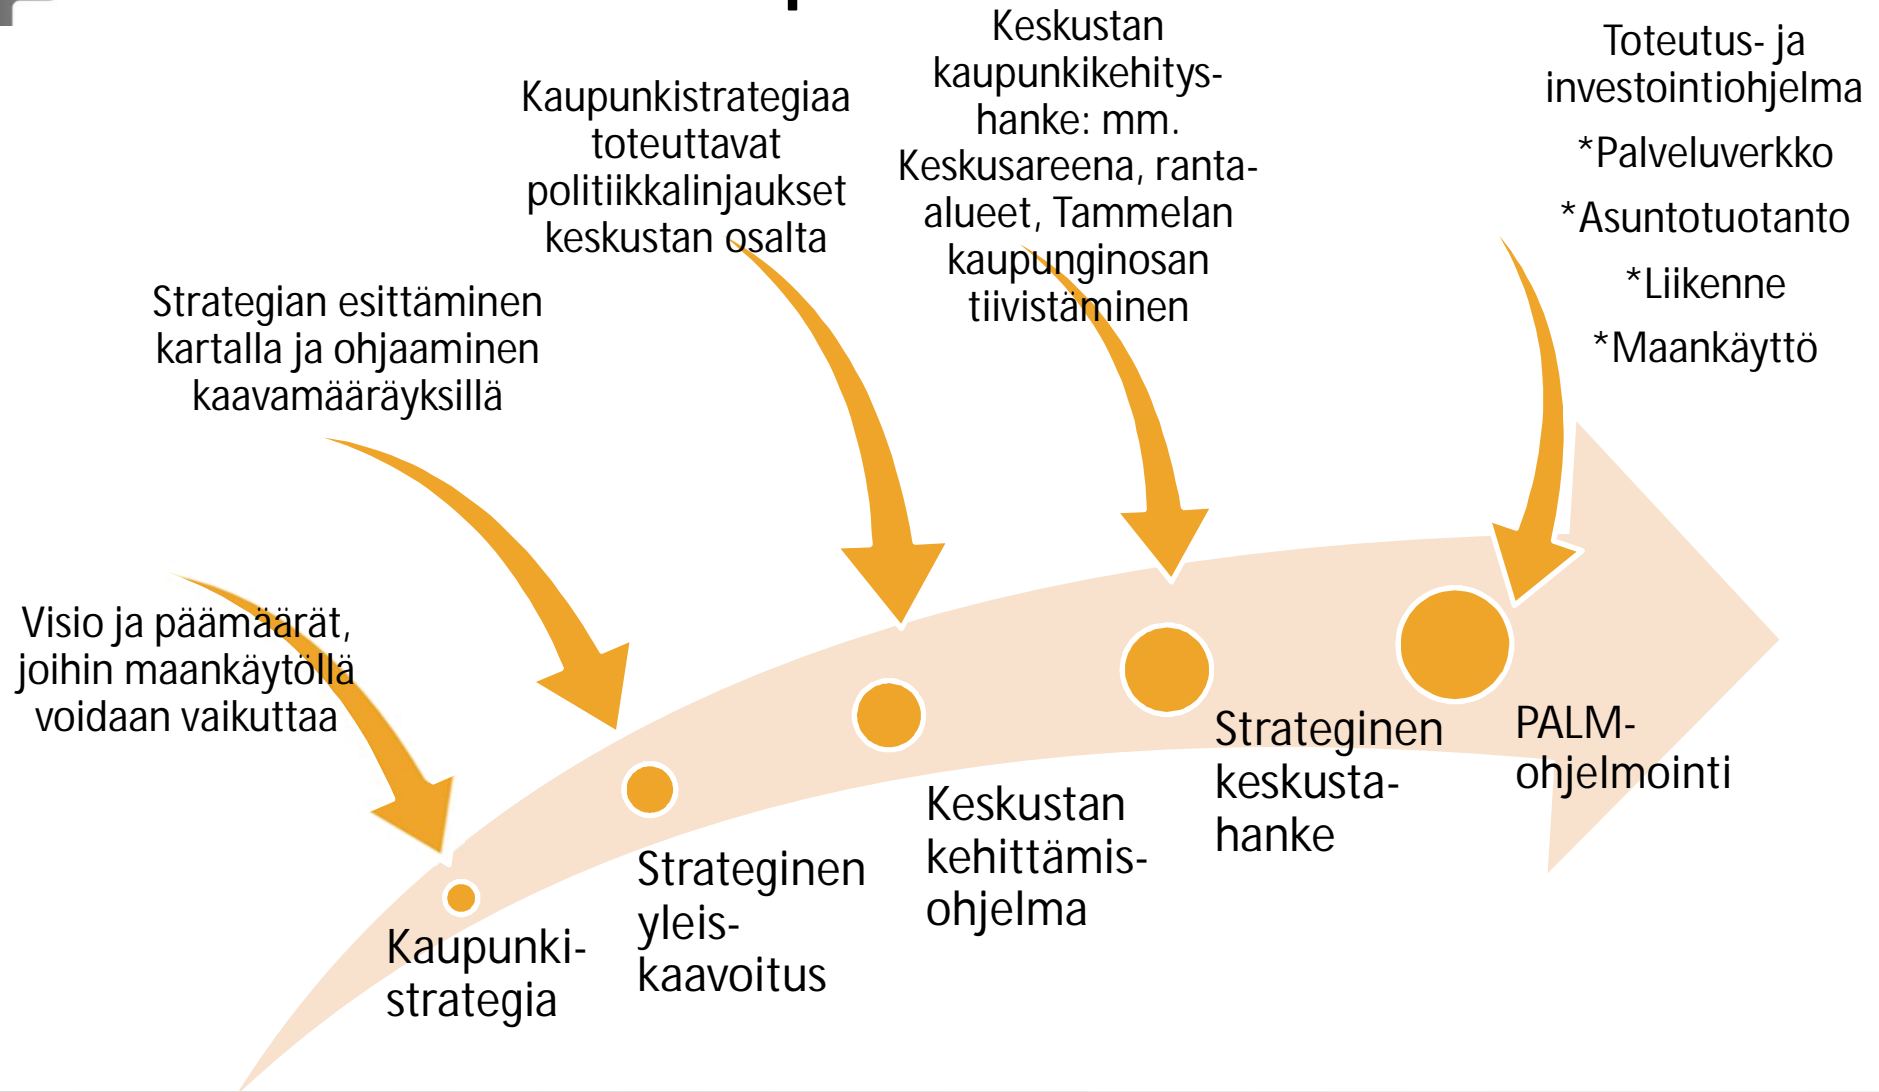 Visio ja päämäärät,
joihin maankäytöllä
voidaan vaikuttaa
Strategian esittäminen
kartalla ja ohjaaminen
kaavamääräyksillä
Kaupunkistrategiaa
toteuttavat
politiikkalinjaukset
keskustan osalta
Keskustan
kaupunkikehitys-
hanke: mm.
Keskusareena, ranta-
alueet, Tammelan
kaupunginosan
tiivistäminen
Toteutus- ja
investointiohjelma
*Palveluverkko
*Asuntotuotanto
*Liikenne
*Maankäyttö
Kaupunki-
strategia
Strateginen
yleis-
kaavoitus
Keskustan
kehittämis-
ohjelma
Strateginen
keskusta-
hanke
PALM-
ohjelmointi